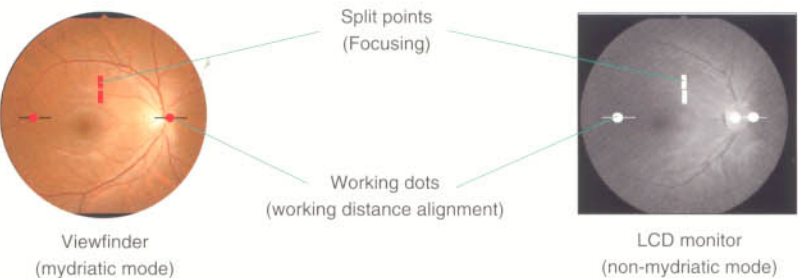 Split points
(Focusing)
Working dots
(working distance alignment)
Viewfinder
(mydriatic mode)
LCD monitor
(non-mydriatic mode)